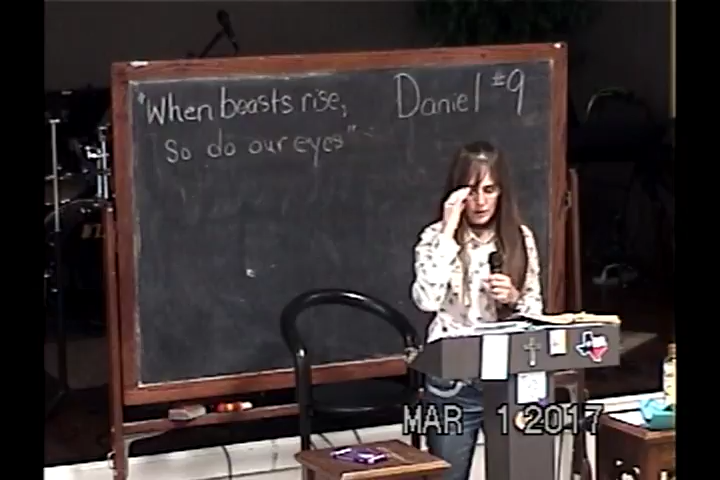 "When beasts rise,
So do our eyes"
Daniel #9
MAR 1 2017